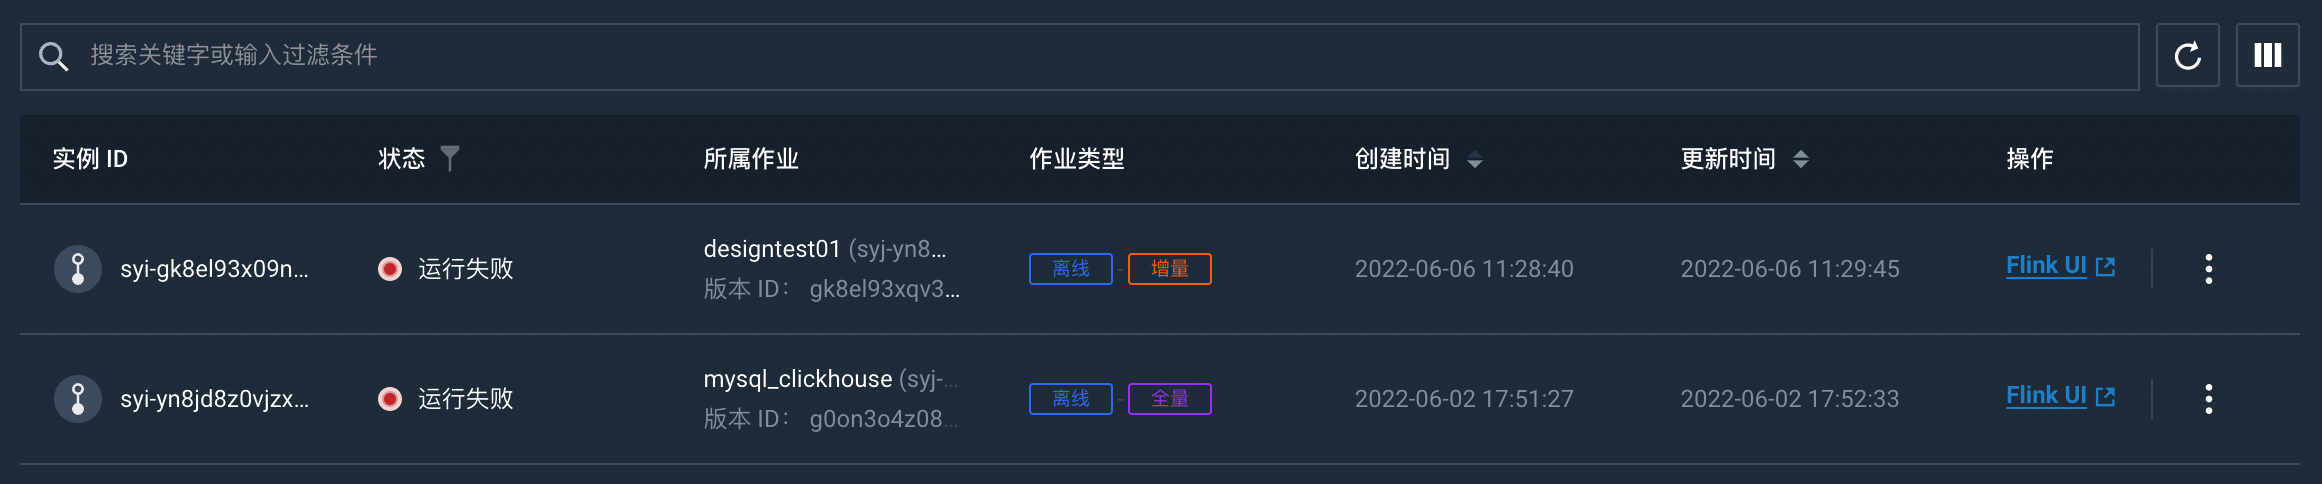 搜索关键字或输入过滤条件
实例 ID 状态 所属作业 作业类型 创建时间 更新时间 操作
syi-gk8el93x09n... 运行失败 designtest01 (syj-yn8... 离线 - 增量 2022-06-06 11:28:40 2022-06-06 11:29:45 Flink UI
版本 ID： gk8el93xqv3...
syi-yn8jd8z0vjzx... 运行失败 mysql_clickhouse (syj-... 离线 - 全量 2022-06-02 17:51:27 2022-06-02 17:52:33 Flink UI
版本 ID： g0on3o4z08...